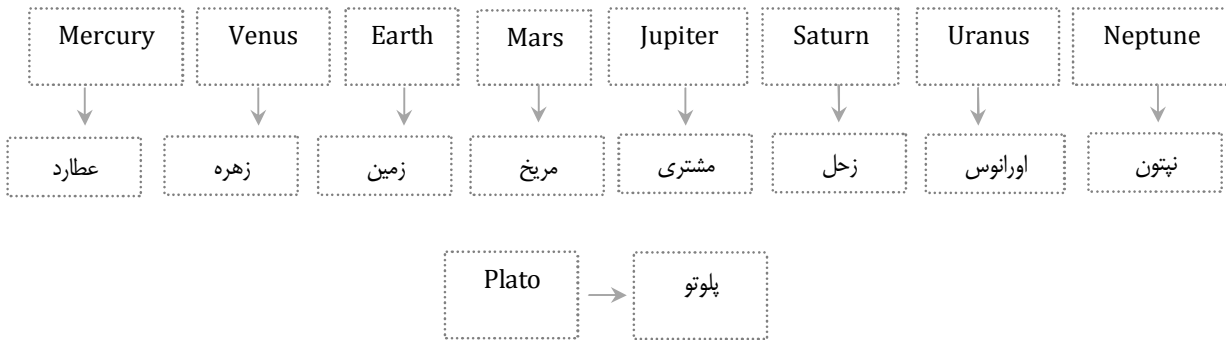 Mercury Venus Earth Mars Jupiter Saturn Uranus Neptune
عطارد زهره زمین مریخ مشتری زحل اورانوس نپتون
Plato پلوتو